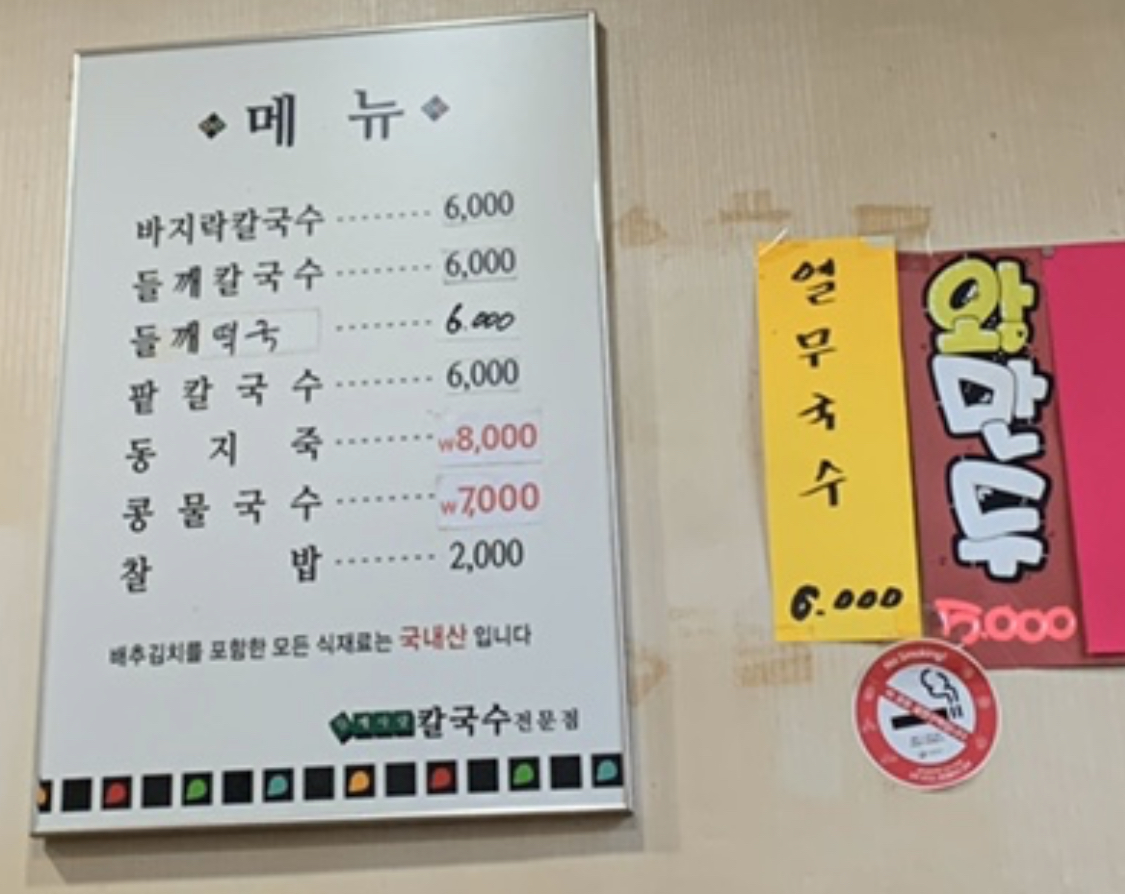 메뉴
바지락칼국수 ········ 6,000
들깨칼국수 ········ 6,000
들깨떡국 ········ 6.000
팥칼국수 ········ 6,000
동지죽 ········ ₩8,000
콩물국수 ········ ₩7,000
찰밥 ········ 2,000
배추김치를 포함한 모든 식재료는 국내산 입니다
칼국수전문점
열무국수
6.000
왕만두
5.000
No Smoking!